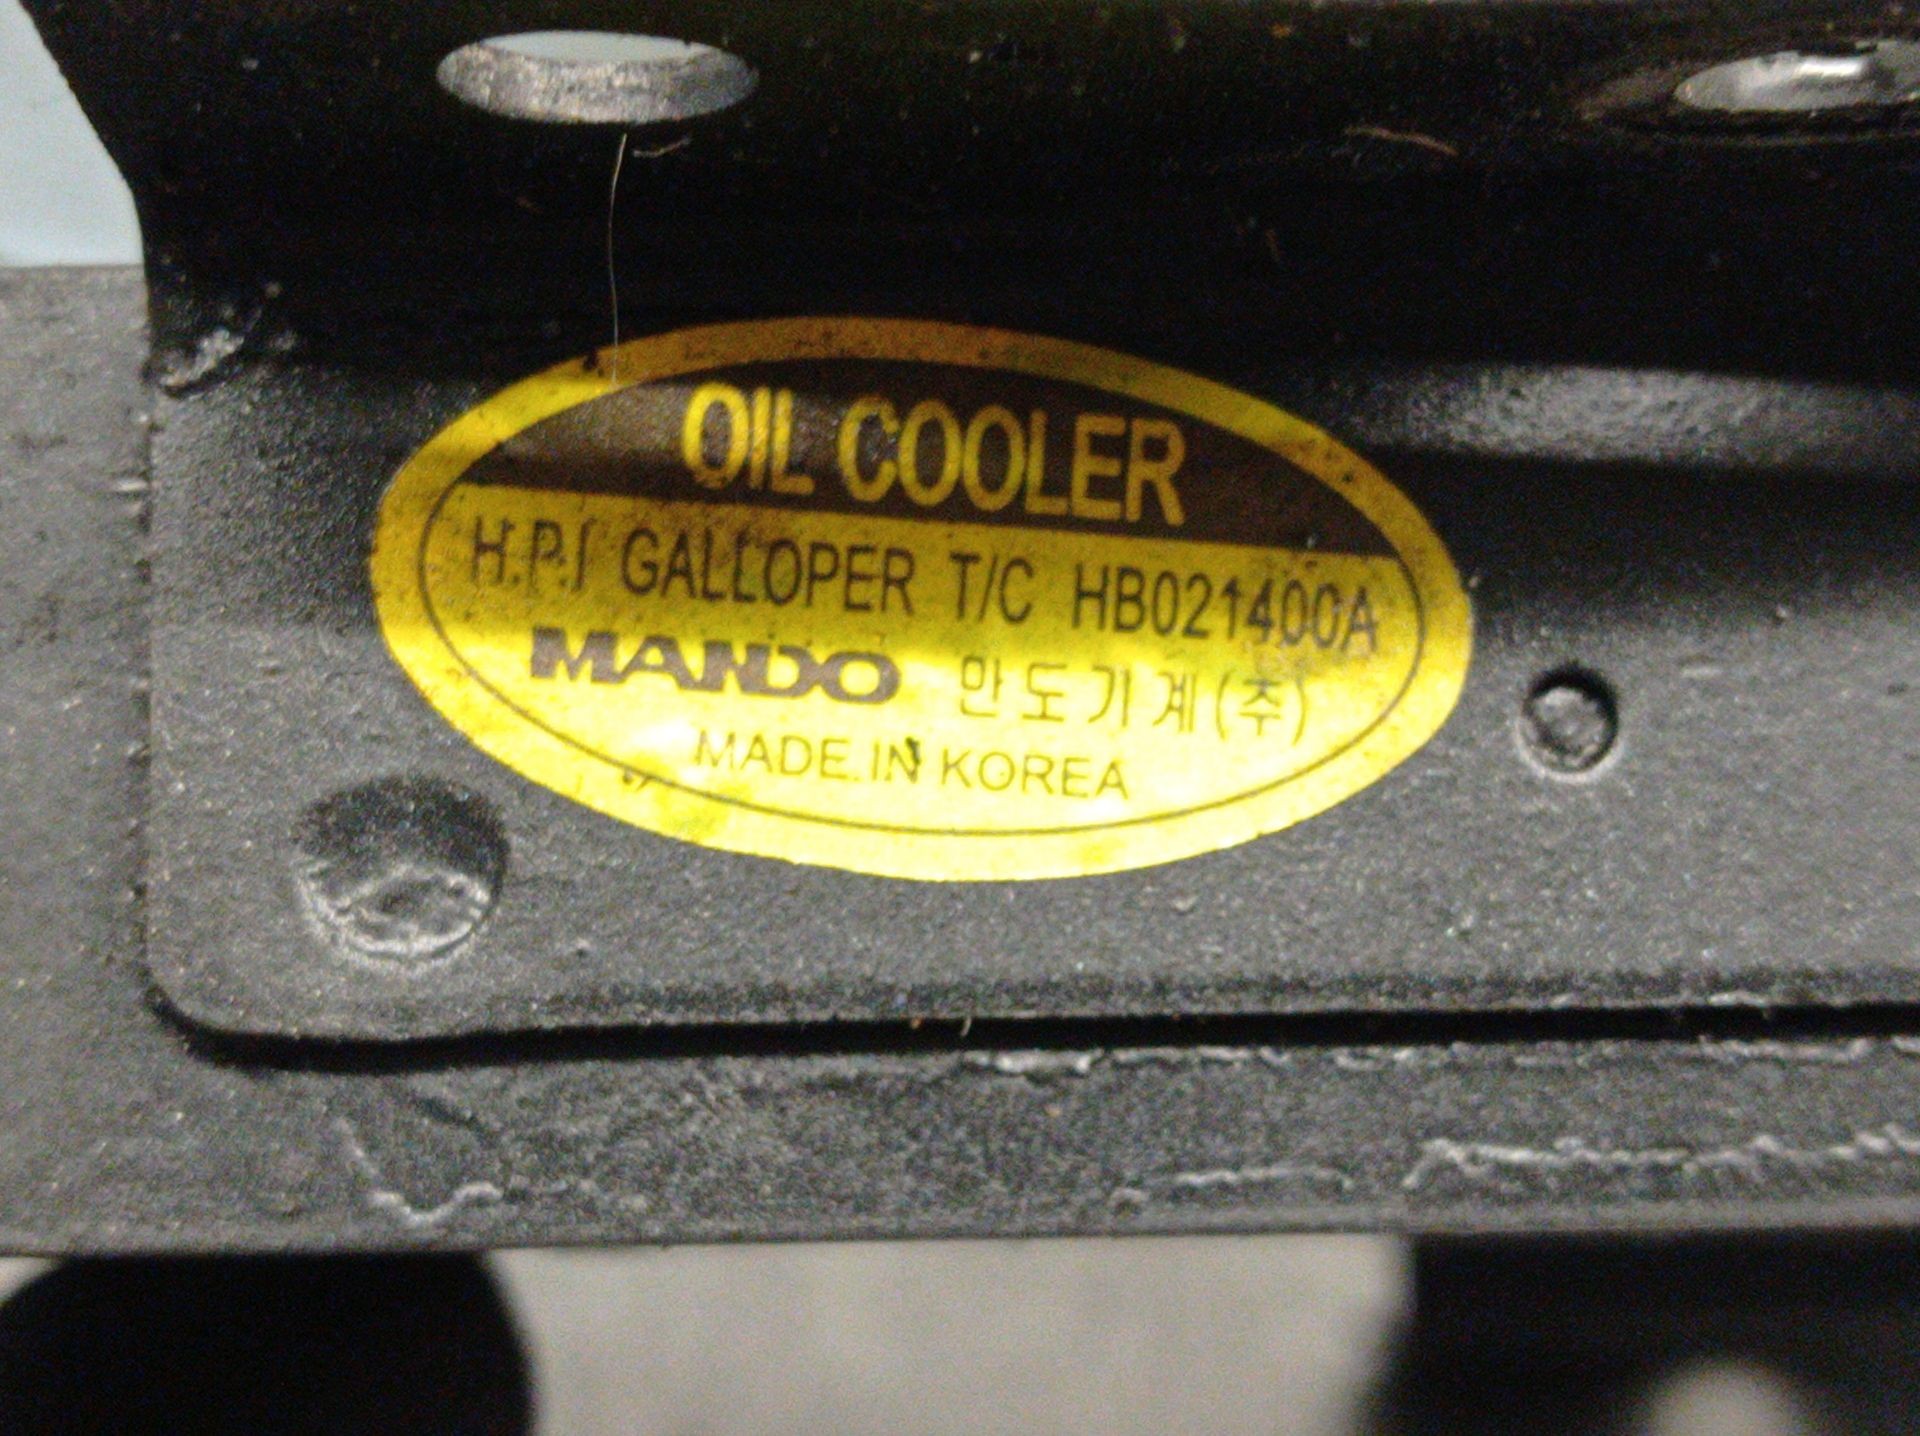 OIL COOLER
H.P.I GALLOPER T/C HB021400A
MANDO 만도기계(주)
MADE IN KOREA